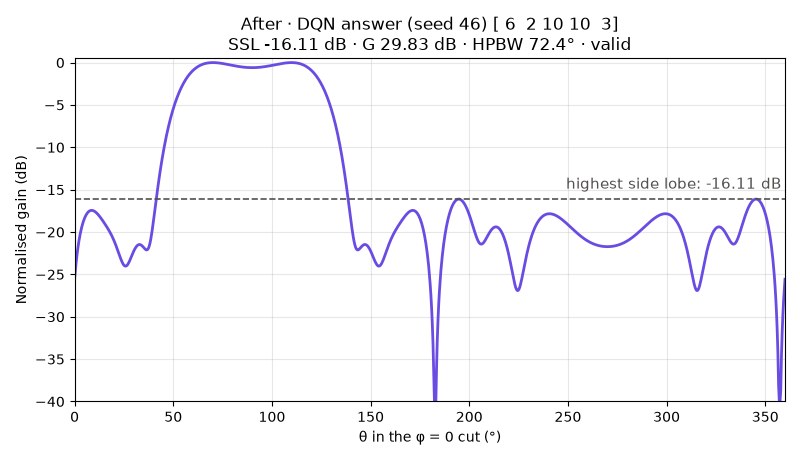 After · DQN answer (seed 46) [ 6  2 10 10  3]
SSL -16.11 dB · G 29.83 dB · HPBW 72.4° · valid
Normalised gain (dB)
0
−5
−10
−15
−20
−25
−30
−35
−40
highest side lobe: -16.11 dB
0 50 100 150 200 250 300 350
θ in the φ = 0 cut (°)